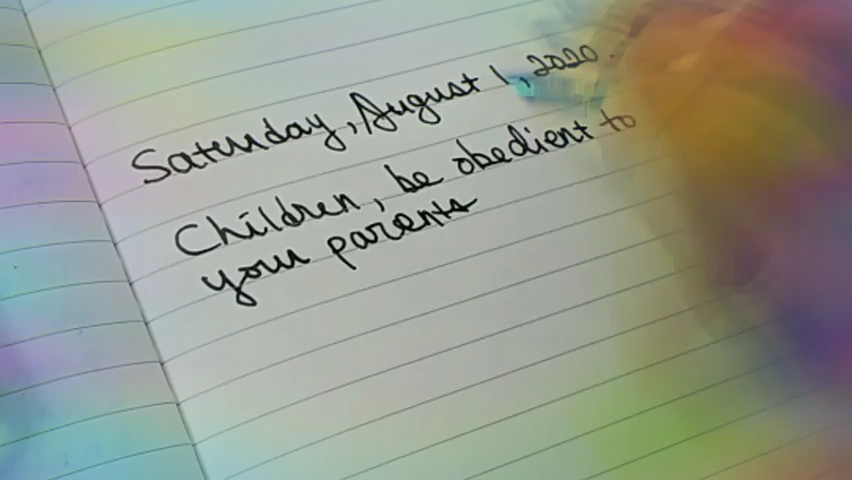 Saturday, August 1, 2020.
Children, be obedient to
your parents